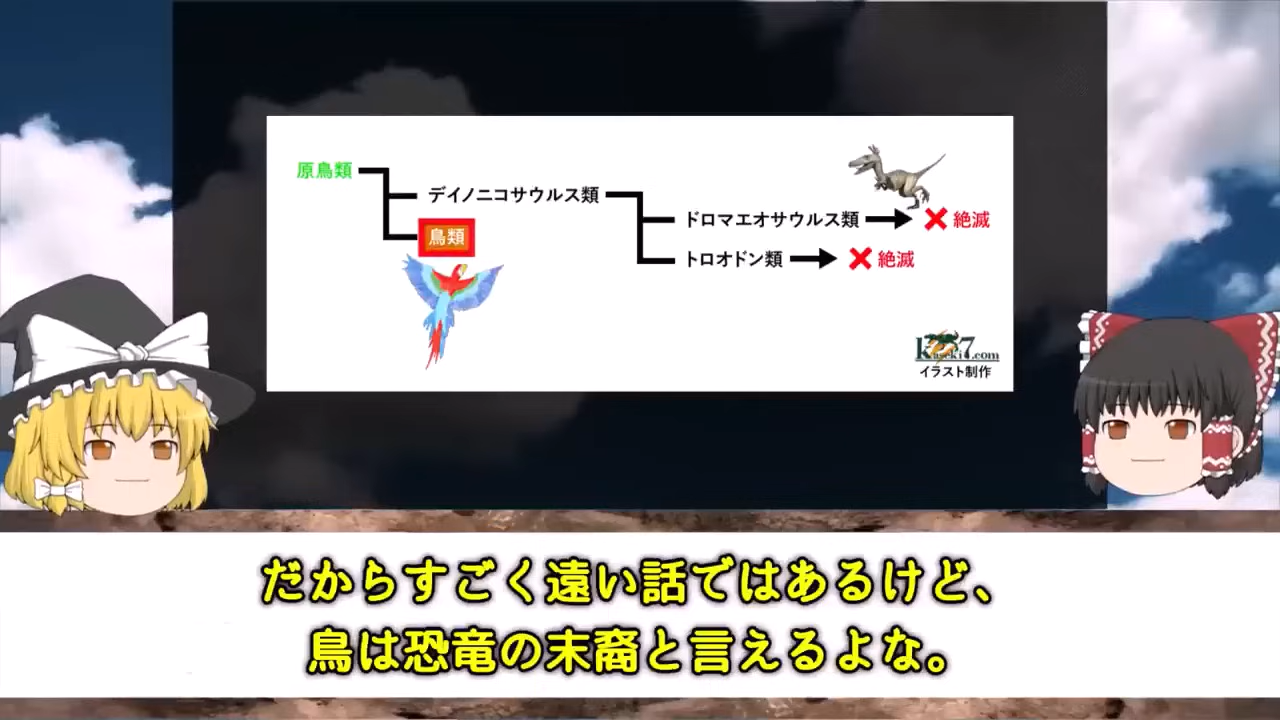 原鳥類
デイノニコサウルス類
鳥類
ドロマエオサウルス類
絶滅
トロオドン類
絶滅
Kaseki7.com
イラスト制作
だからすごく遠い話ではあるけど、
鳥は恐竜の末裔と言えるよな。